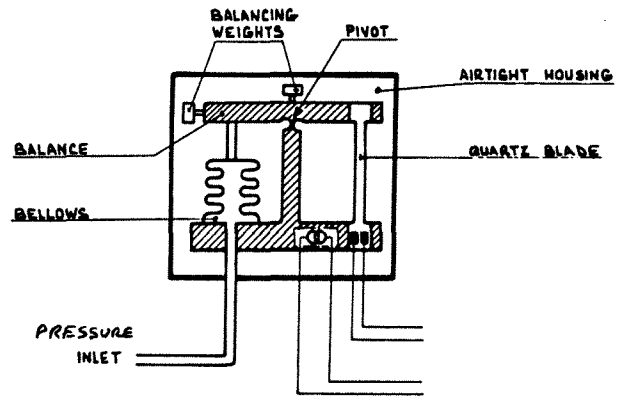 BALANCING
WEIGHTS
PIVOT
AIRTIGHT HOUSING
BALANCE
QUARTZ BLADE
BELLOWS
PRESSURE
INLET